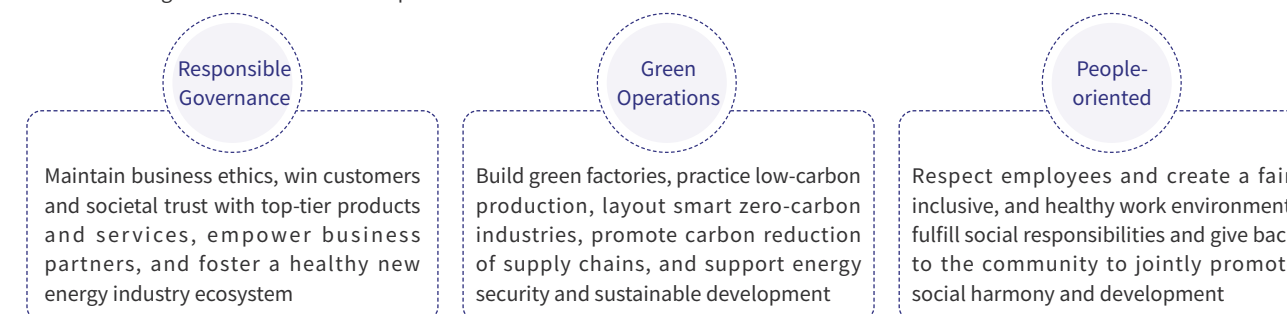 Responsible
Governance
Maintain business ethics, win customers
and societal trust with top-tier products
and services, empower business
partners, and foster a healthy new
energy industry ecosystem
Green
Operations
Build green factories, practice low-carbon
production, layout smart zero-carbon
industries, promote carbon reduction
of supply chains, and support energy
security and sustainable development
People-
oriented
Respect employees and create a fair
inclusive, and healthy work environment
fulfill social responsibilities and give bac
to the community to jointly promot
social harmony and development